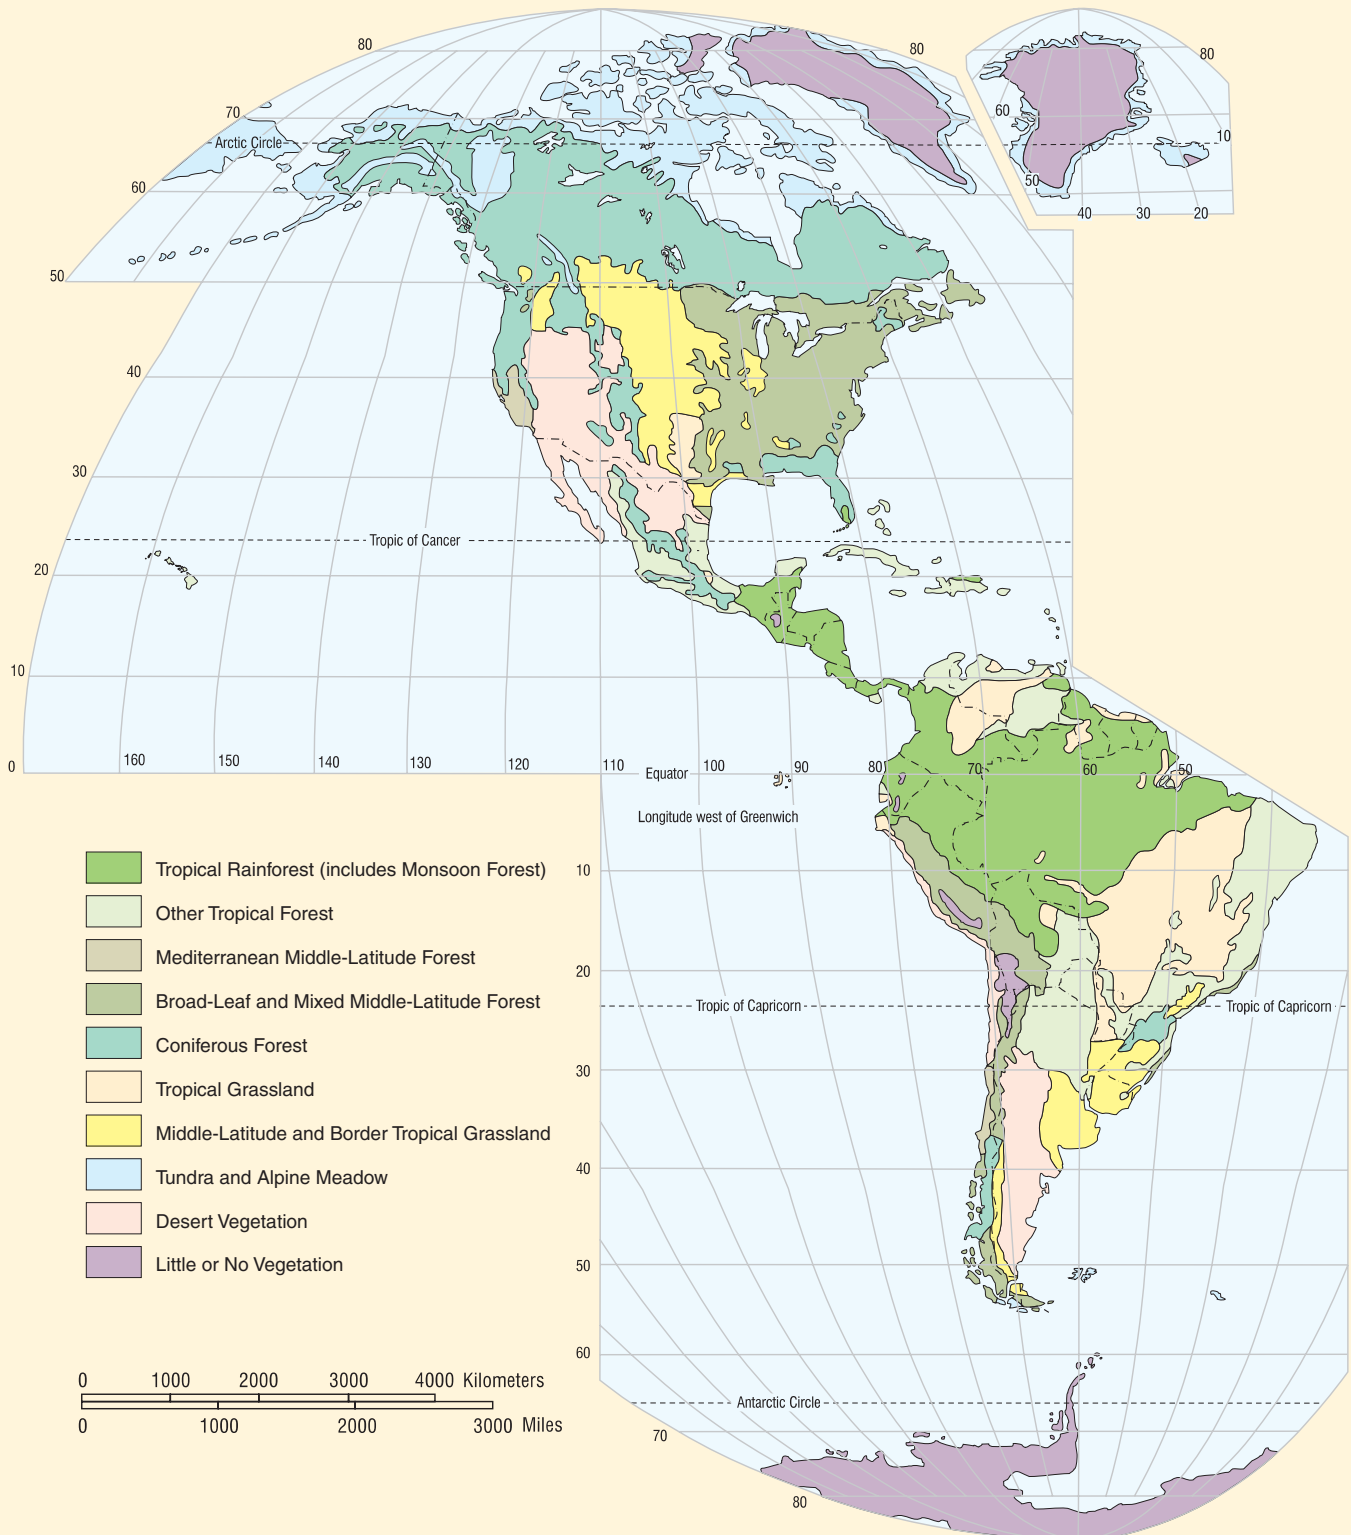 80
80
80
70
60
10
Arctic Circle
60
50
40
30
20
50
40
30
Tropic of Cancer
20
10
0
160
150
140
130
120
110
Equator
100
90
80
70
60
50
Longitude west of Greenwich
Tropical Rainforest (includes Monsoon Forest)
Other Tropical Forest
Mediterranean Middle-Latitude Forest
Broad-Leaf and Mixed Middle-Latitude Forest
Coniferous Forest
Tropical Grassland
Middle-Latitude and Border Tropical Grassland
Tundra and Alpine Meadow
Desert Vegetation
Little or No Vegetation
10
20
Tropic of Capricorn
Tropic of Capricorn
30
40
50
60
Antarctic Circle
70
80
0 1000 2000 3000 4000 Kilometers
0 1000 2000 3000 Miles